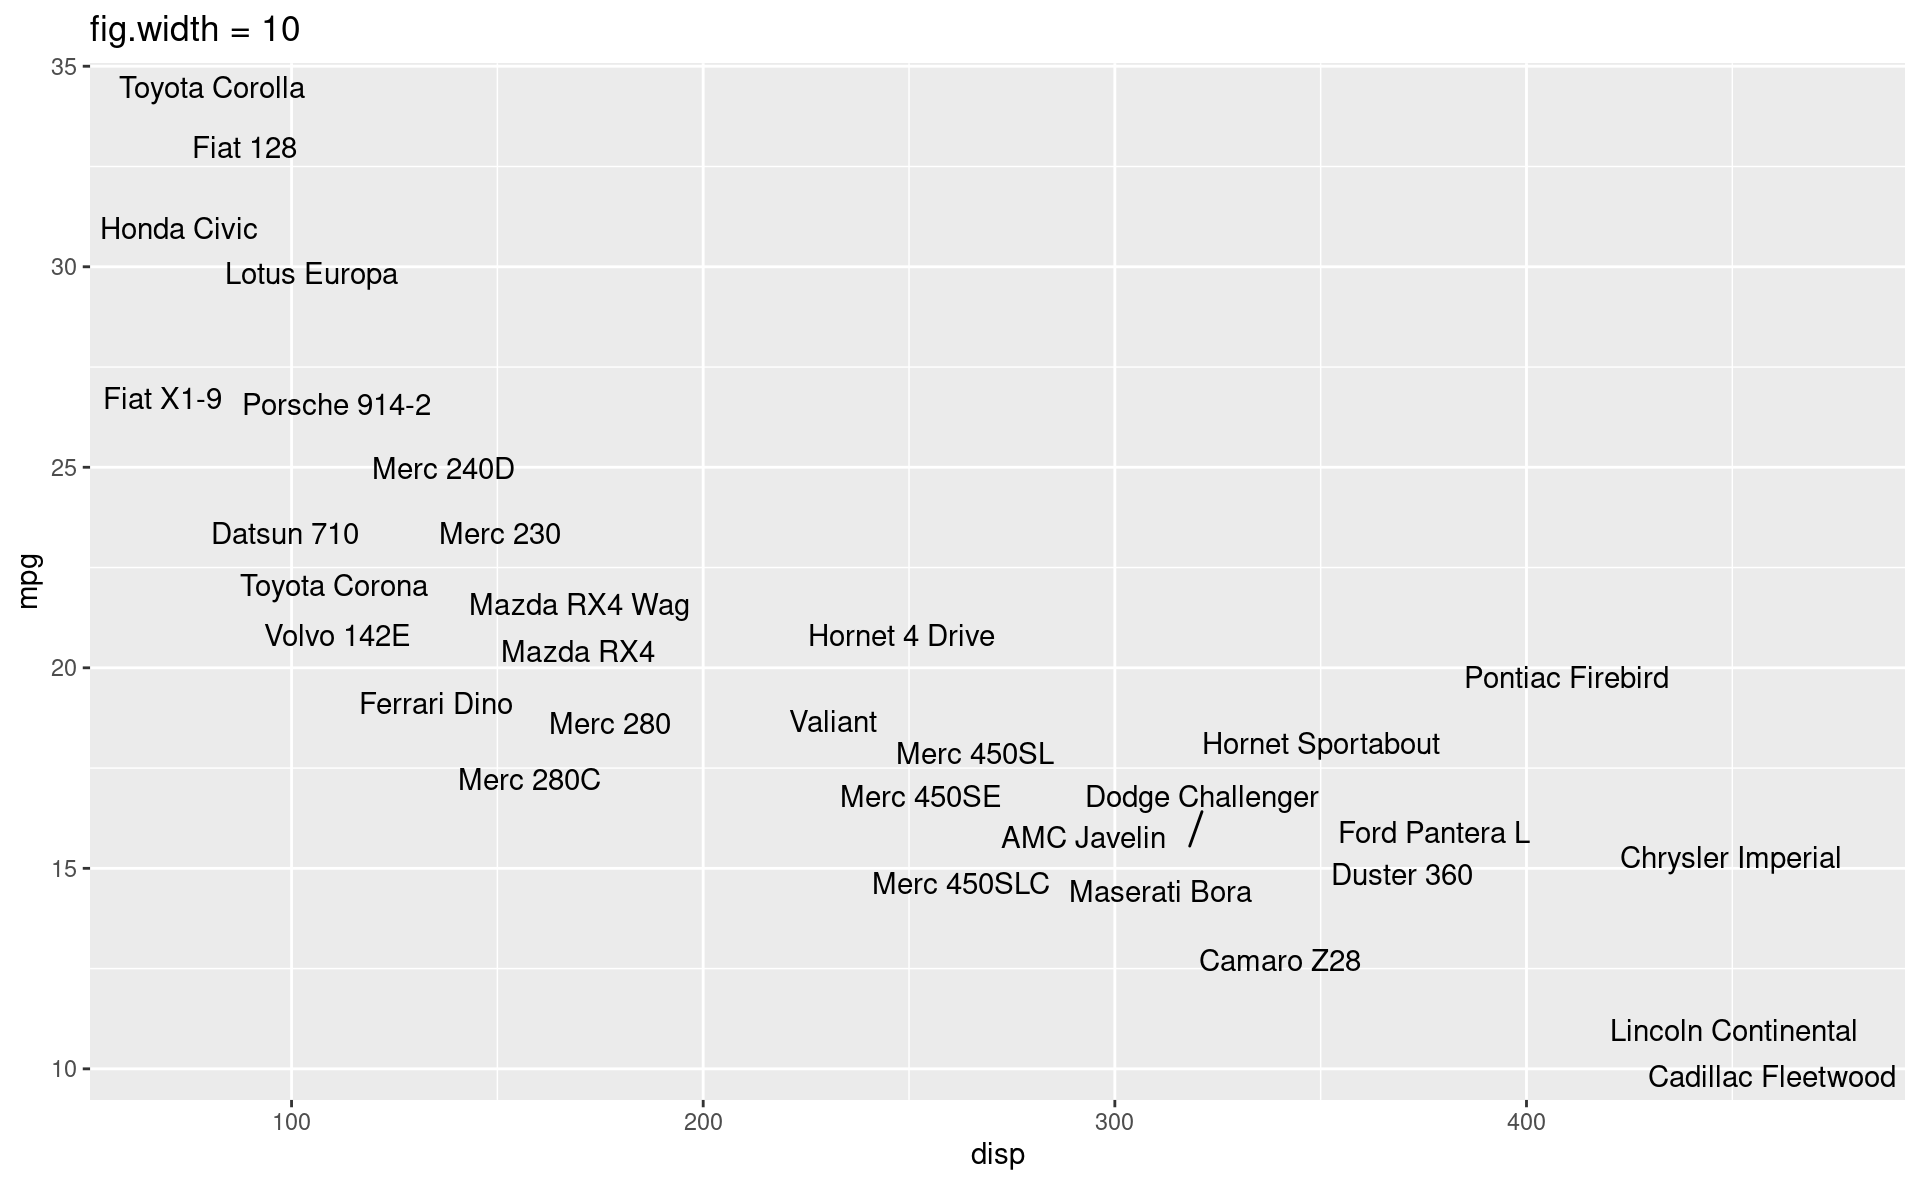 fig.width = 10
35
Toyota Corolla
Fiat 128
Honda Civic
30
Lotus Europa
Fiat X1-9
Porsche 914-2
25
Merc 240D
Datsun 710
Merc 230
mpg
Toyota Corona
Mazda RX4 Wag
Volvo 142E
Hornet 4 Drive
Mazda RX4
20
Pontiac Firebird
Ferrari Dino
Merc 280
Valiant
Hornet Sportabout
Merc 450SL
Merc 280C
Merc 450SE
Dodge Challenger
AMC Javelin
Ford Pantera L
Chrysler Imperial
15
Duster 360
Merc 450SLC
Maserati Bora
Camaro Z28
Lincoln Continental
10
Cadillac Fleetwood
100
200
300
400
disp